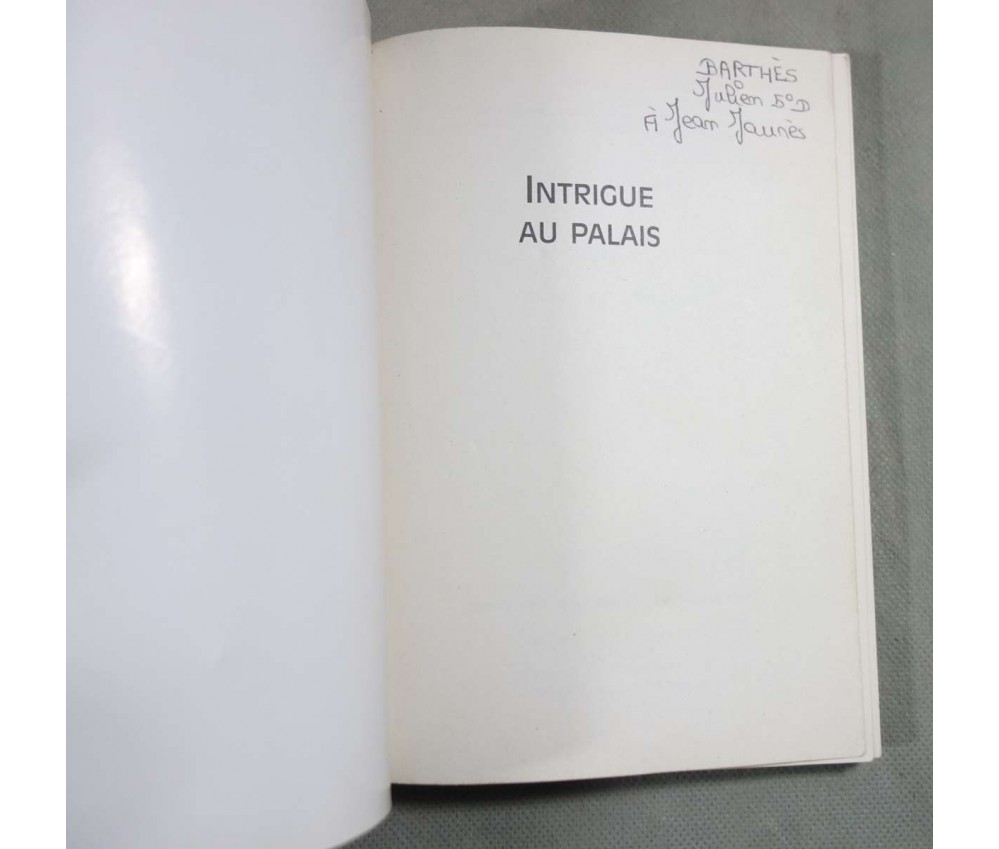 BARTHÈS
Julien 5°D
À Jean Jaurès
INTRIGUE
AU PALAIS